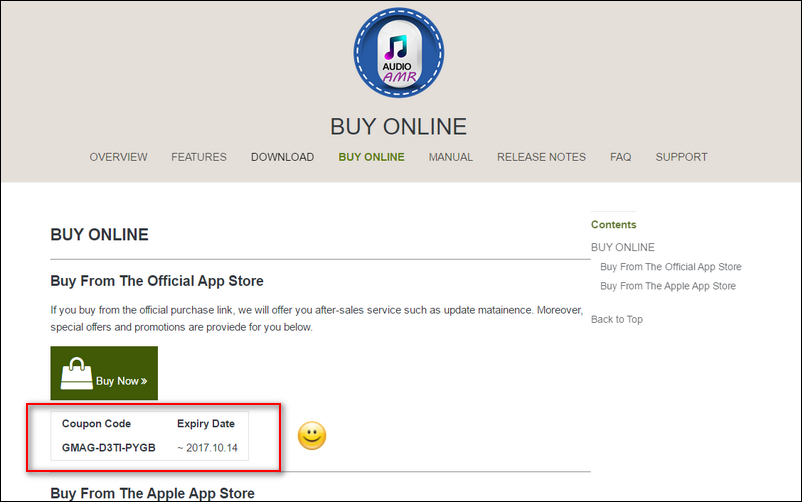 AUDIO
AMR
BUY ONLINE
OVERVIEW FEATURES DOWNLOAD BUY ONLINE MANUAL RELEASE NOTES FAQ SUPPORT
BUY ONLINE
Buy From The Official App Store
If you buy from the official purchase link, we will offer you after-sales service such as update matainence. Moreover,
special offers and promotions are proviede for you below.
Buy Now »
Coupon Code Expiry Date
GMAG-D3TI-PYGB ~ 2017.10.14
Buy From The Apple App Store
Contents
BUY ONLINE
Buy From The Official App Store
Buy From The Apple App Store
Back to Top